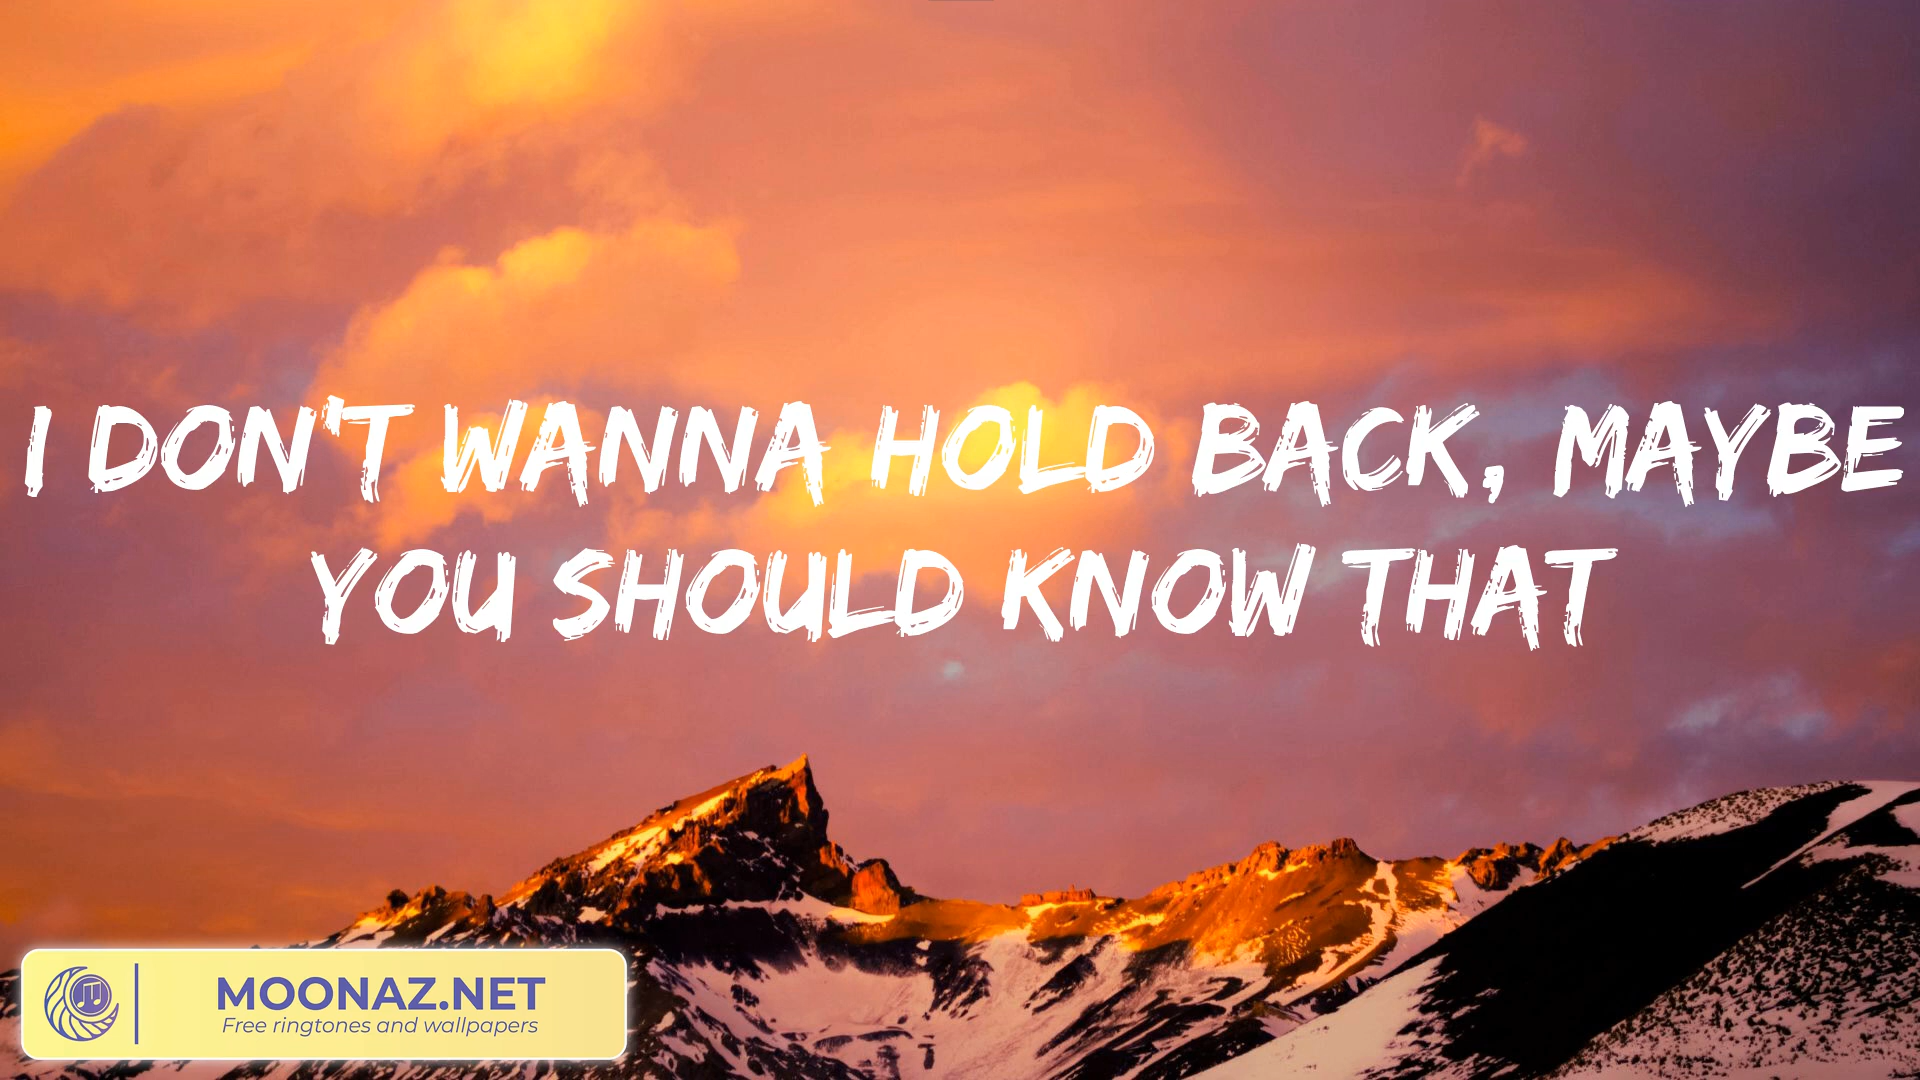 I DON'T WANNA HOLD BACK, MAYBE
YOU SHOULD KNOW THAT
MOONAZ.NET
Free ringtones and wallpapers